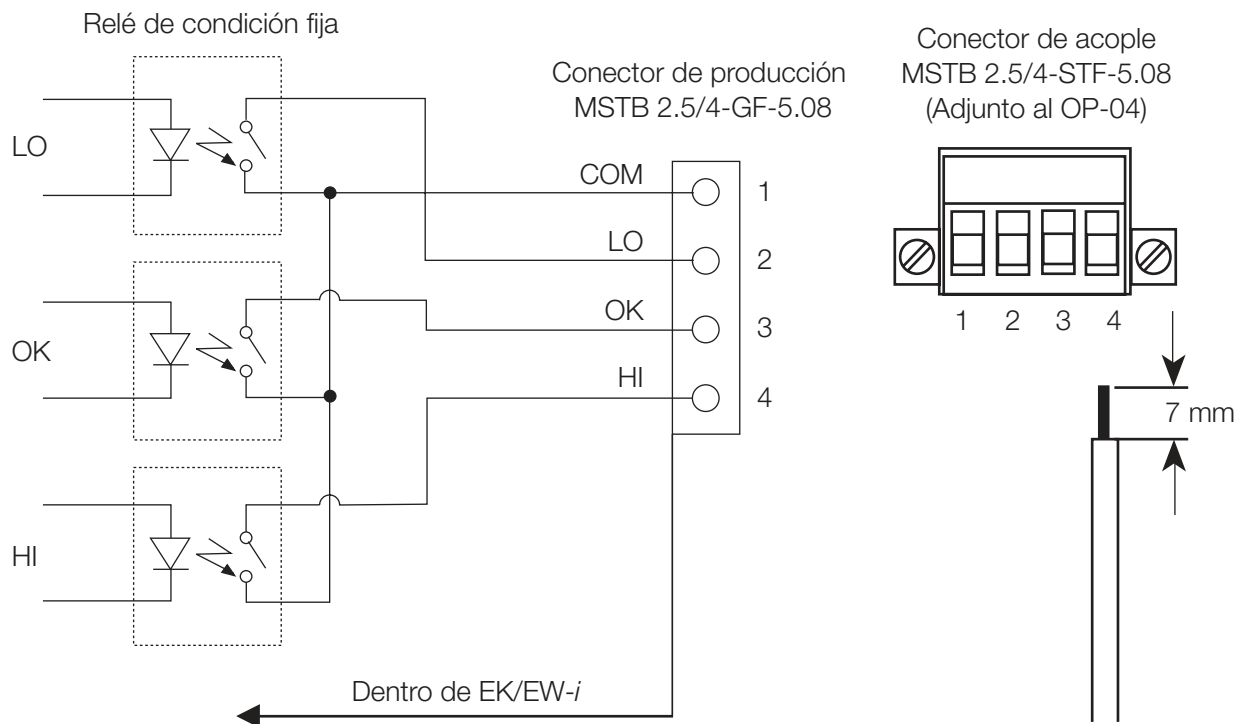 Relé de condición fija
LO
OK
HI
Conector de producción
MSTB 2.5/4-GF-5.08
COM
1
LO
2
OK
3
HI
4
Dentro de EK/EW-i
Conector de acople
MSTB 2.5/4-STF-5.08
(Adjunto al OP-04)
1 2 3 4
7 mm